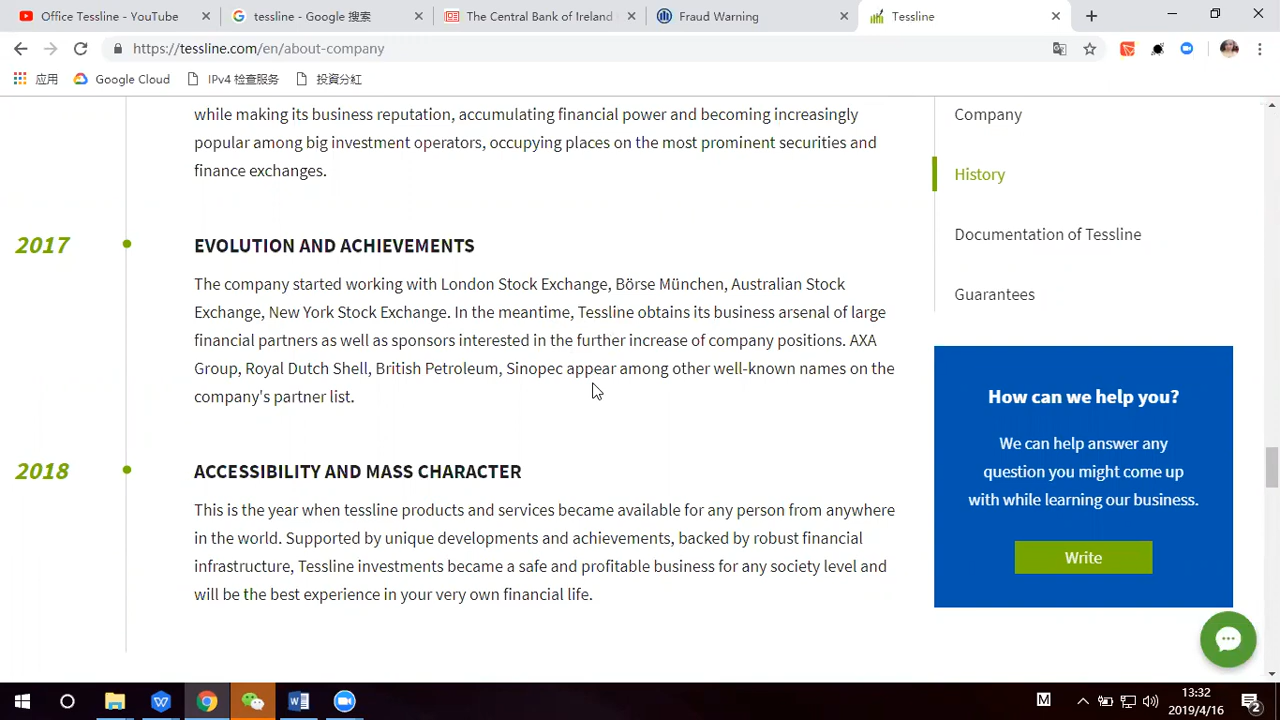 Office Tessline - YouTube
tessline - Google 搜索
The Central Bank of Ireland
Fraud Warning
Tessline
https://tessline.com/en/about-company
应用
Google Cloud
IPv4 检查服务
投資分紅
while making its business reputation, accumulating financial power and becoming increasingly
popular among big investment operators, occupying places on the most prominent securities and
finance exchanges.
2017
EVOLUTION AND ACHIEVEMENTS
The company started working with London Stock Exchange, Börse München, Australian Stock
Exchange, New York Stock Exchange. In the meantime, Tessline obtains its business arsenal of large
financial partners as well as sponsors interested in the further increase of company positions. AXA
Group, Royal Dutch Shell, British Petroleum, Sinopec appear among other well-known names on the
company's partner list.
2018
ACCESSIBILITY AND MASS CHARACTER
This is the year when tessline products and services became available for any person from anywhere
in the world. Supported by unique developments and achievements, backed by robust financial
infrastructure, Tessline investments became a safe and profitable business for any society level and
will be the best experience in your very own financial life.
Company
History
Documentation of Tessline
Guarantees
How can we help you?
We can help answer any
question you might come up
with while learning our business.
Write
M
13:32
2019/4/16
2